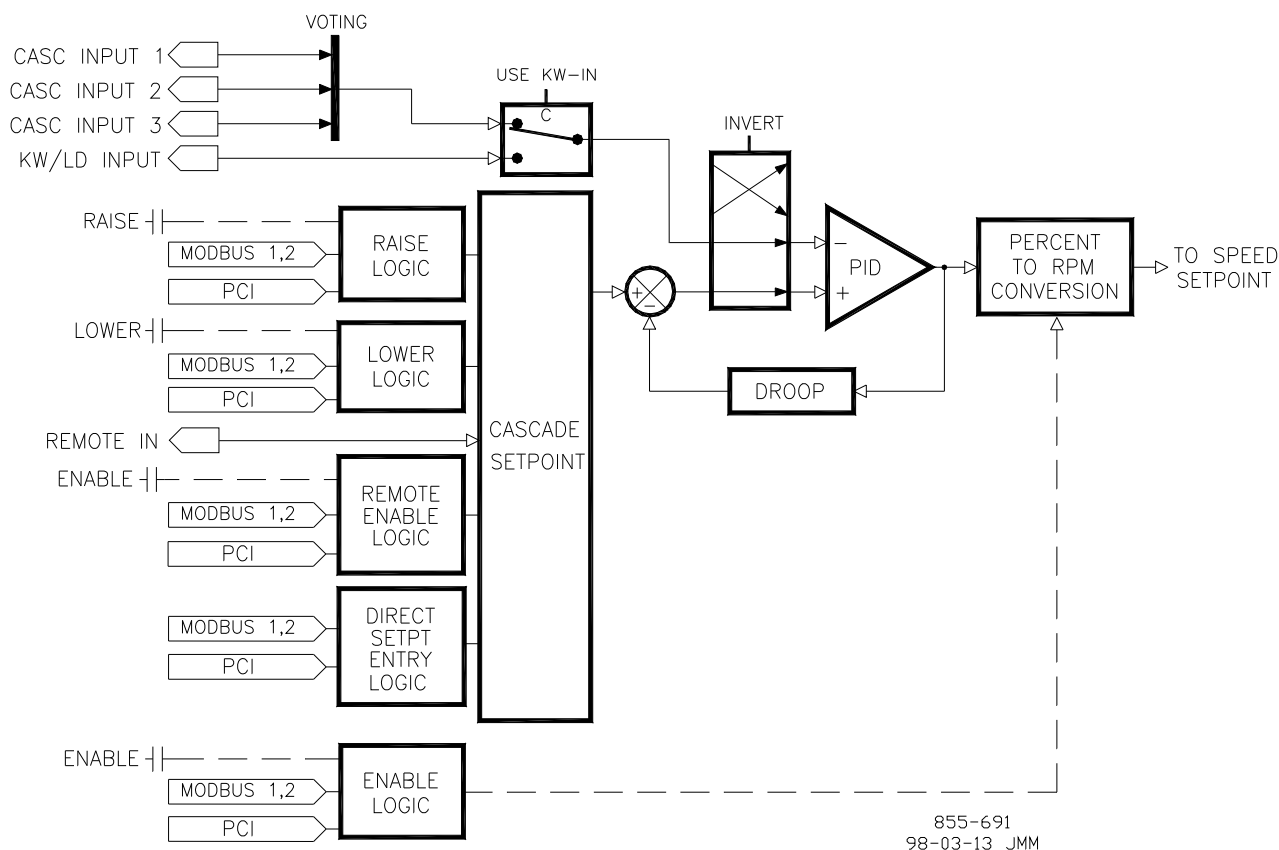 VOTING
CASC INPUT 1
CASC INPUT 2
CASC INPUT 3
KW/LD INPUT
USE KW-IN
C
INVERT
RAISE
MODBUS 1,2
PCI
RAISE
LOGIC
LOWER
MODBUS 1,2
PCI
LOWER
LOGIC
REMOTE IN
ENABLE
MODBUS 1,2
PCI
REMOTE
ENABLE
LOGIC
MODBUS 1,2
PCI
DIRECT
SETPT
ENTRY
LOGIC
CASCADE
SETPOINT
+
−
−
PID
+
DROOP
PERCENT
TO RPM
CONVERSION
TO SPEED
SETPOINT
ENABLE
MODBUS 1,2
PCI
ENABLE
LOGIC
855-691
98-03-13 JMM